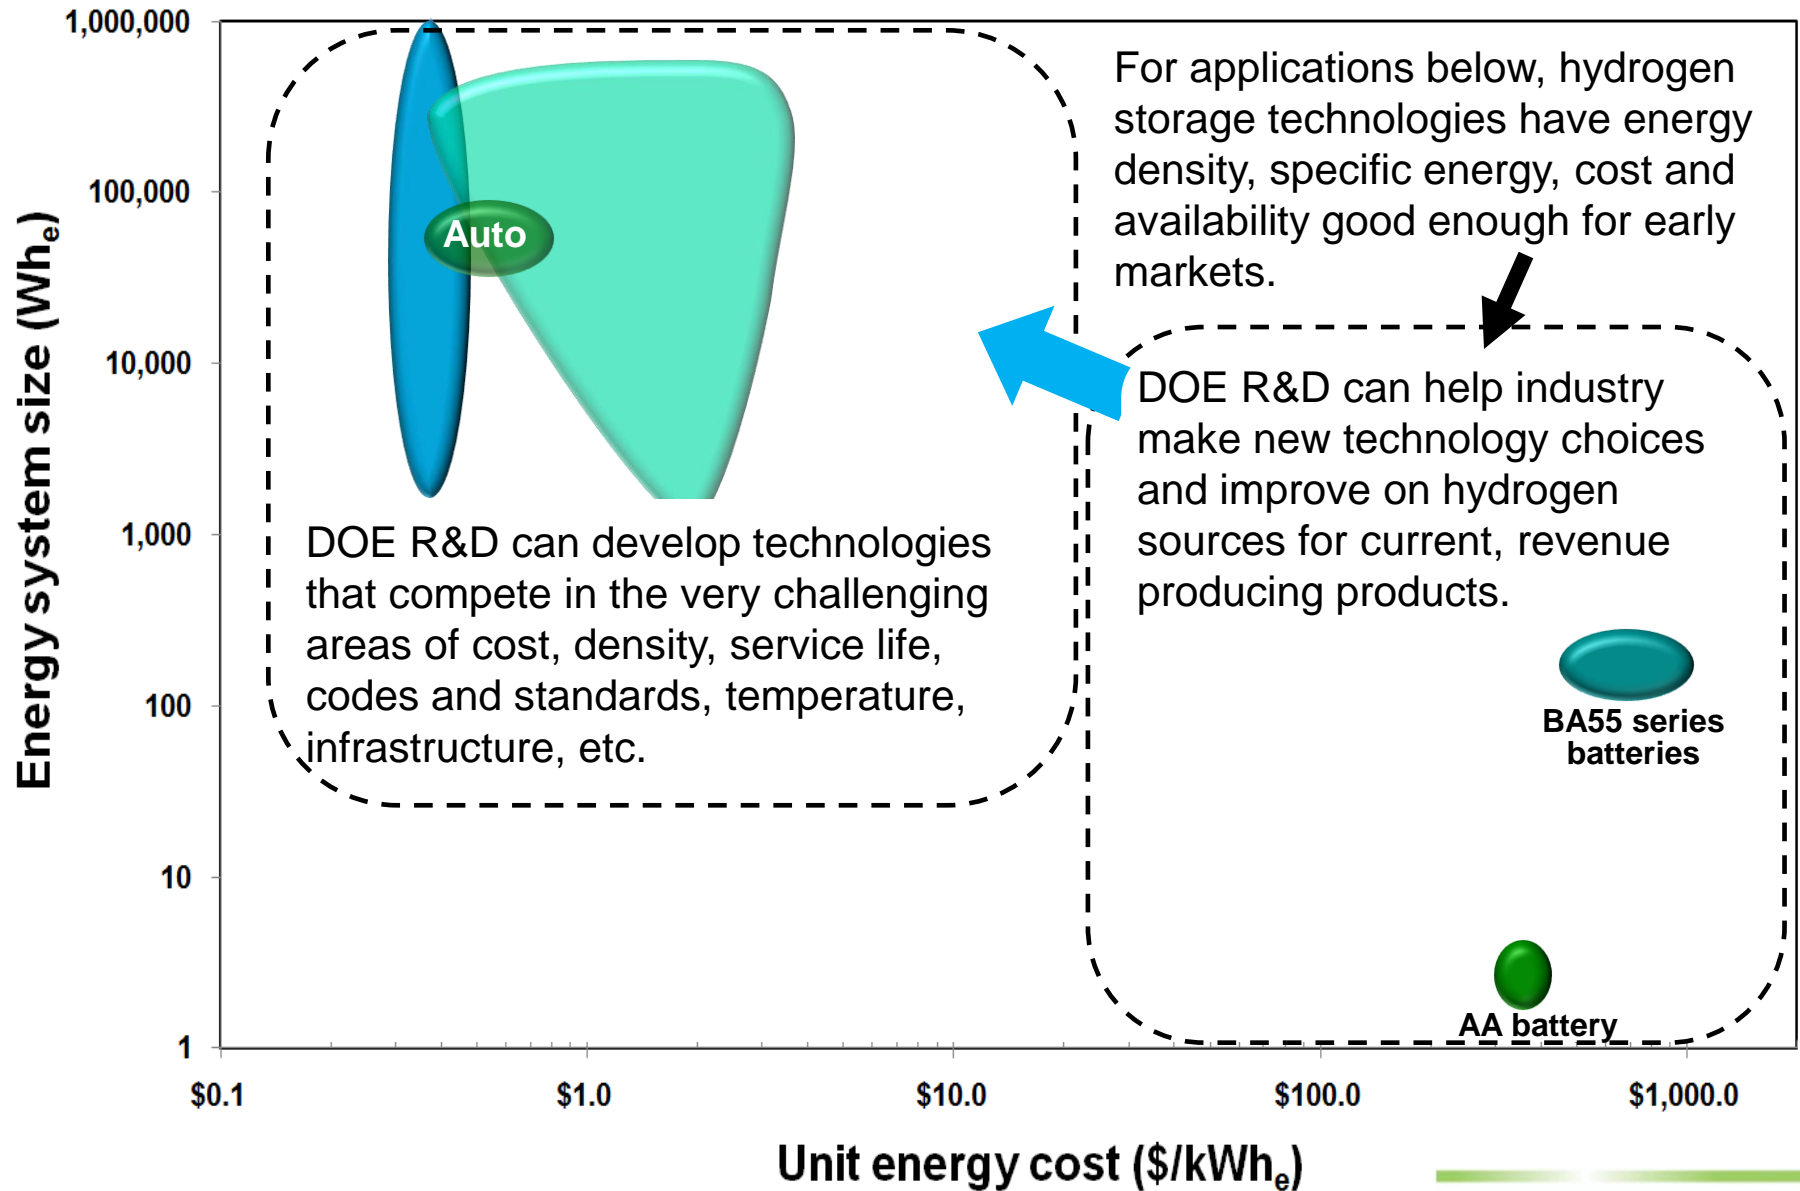 1,000,000
100,000
10,000
1,000
100
10
1
Energy system size (Whe)
Auto
DOE R&D can develop technologies
that compete in the very challenging
areas of cost, density, service life,
codes and standards, temperature,
infrastructure, etc.
For applications below, hydrogen
storage technologies have energy
density, specific energy, cost and
availability good enough for early
markets.
DOE R&D can help industry
make new technology choices
and improve on hydrogen
sources for current, revenue
producing products.
BA55 series
batteries
AA battery
$0.1 $1.0 $10.0 $100.0 $1,000.0
Unit energy cost ($/kWhe)